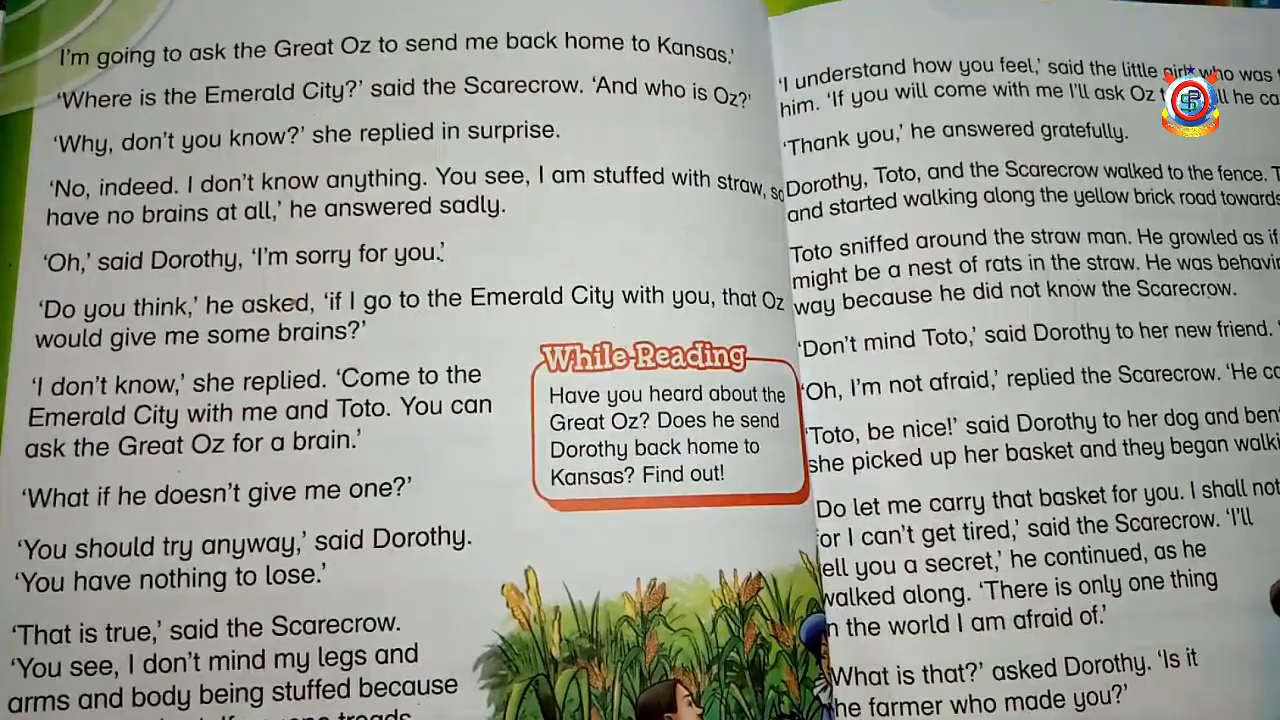 I'm going to ask the Great Oz to send me back home to Kansas.'
'Where is the Emerald City?' said the Scarecrow. 'And who is Oz?'
'Why, don't you know?' she replied in surprise.
'No, indeed. I don't know anything. You see, I am stuffed with straw, so
have no brains at all,' he answered sadly.
'Oh,' said Dorothy, 'I'm sorry for you.'
'Do you think,' he asked, 'if I go to the Emerald City with you, that Oz
would give me some brains?'
'I don't know,' she replied. 'Come to the
Emerald City with me and Toto. You can
ask the Great Oz for a brain.'
'What if he doesn't give me one?'
'You should try anyway,' said Dorothy.
'You have nothing to lose.'
'That is true,' said the Scarecrow.
'You see, I don't mind my legs and
arms and body being stuffed because
treads
While-Reading
Have you heard about the
Great Oz? Does he send
Dorothy back home to
Kansas? Find out!
'I understand how you feel,' said the little girl who was
him. 'If you will come with me I'll ask Oz he
'Thank you,' he answered gratefully.
Dorothy, Toto, and the Scarecrow walked to the fence.
and started walking along the yellow brick road towards
Toto sniffed around the straw man. He growled as if
might be a nest of rats in the straw. He was
way because he did not know the Scarecrow.
'Don't mind Toto,' said Dorothy to her new friend.
'Oh, I'm not afraid,' replied the Scarecrow. 'He
'Toto, be nice!' said Dorothy to her dog and
she picked up her basket and they began
Do let me carry that basket for you. I shall not
or I can't get tired,' said the Scarecrow. 'I'll
ell you a secret,' he continued, as he
walked along. 'There is only one thing
n the world I am afraid of.'
What is that?' asked Dorothy. 'Is it
he farmer who made you?'